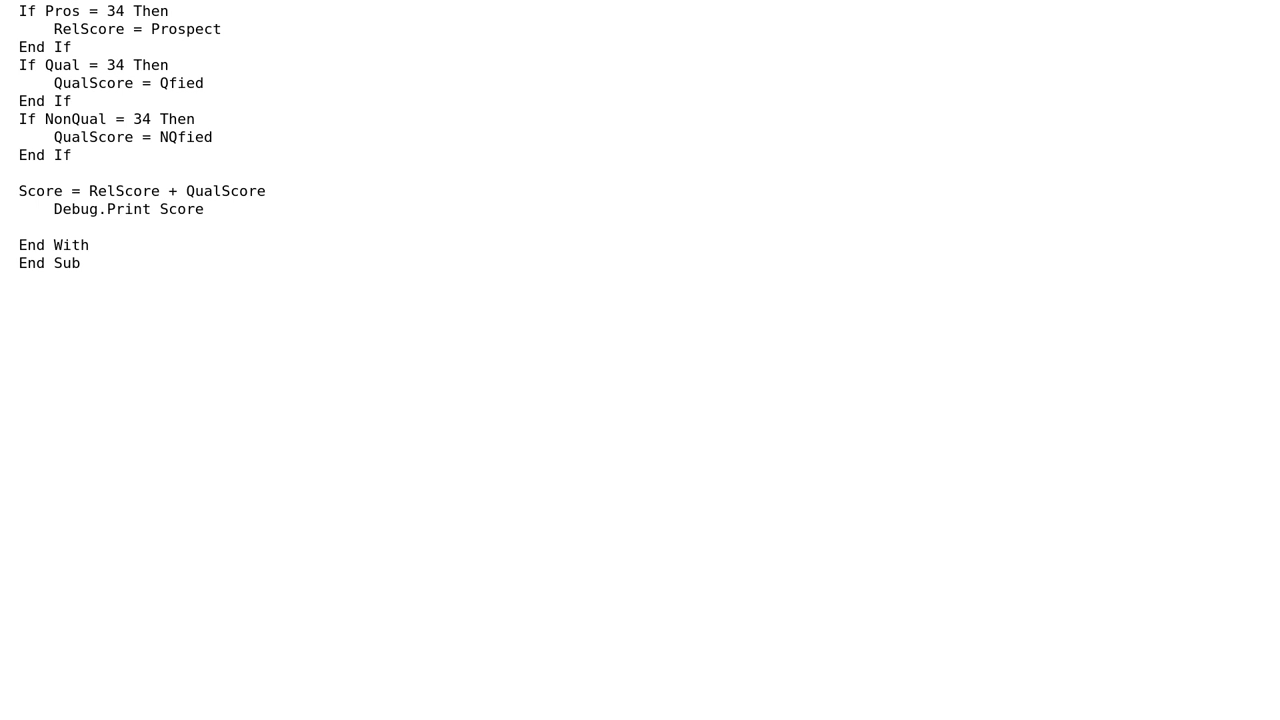 If Pros = 34 Then
    RelScore = Prospect
End If
If Qual = 34 Then
    QualScore = Qfied
End If
If NonQual = 34 Then
    QualScore = NQfied
End If

Score = RelScore + QualScore
    Debug.Print Score

End With
End Sub